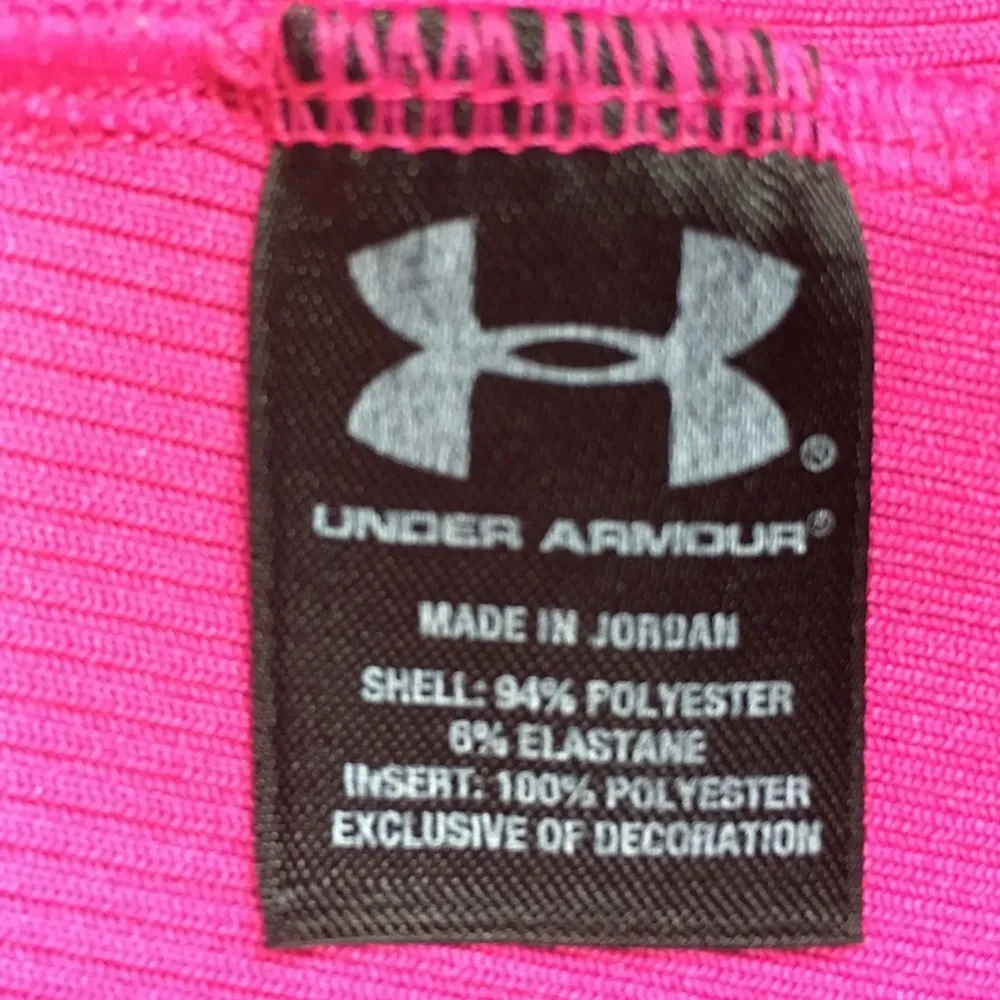 ®
UNDER ARMOUR®
MADE IN JORDAN
SHELL: 94% POLYESTER
6% ELASTANE
INSERT: 100% POLYESTER
EXCLUSIVE OF DECORATION